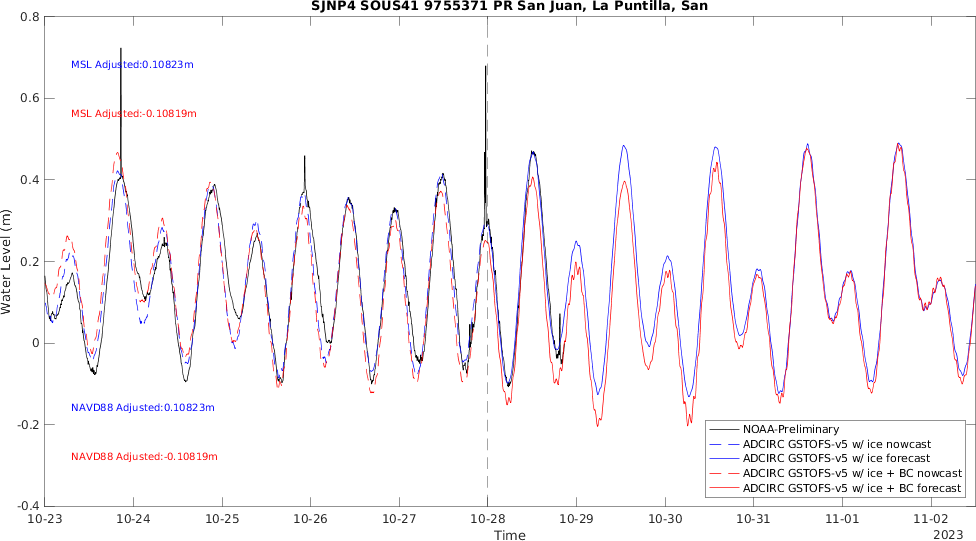 SJNP4 SOUS41 9755371 PR San Juan, La Puntilla, San
0.8
0.6
0.4
0.2
0
-0.2
-0.4
Water Level (m)
MSL Adjusted:0.10823m
MSL Adjusted:-0.10819m
NAVD88 Adjusted:0.10823m
NAVD88 Adjusted:-0.10819m
NOAA-Preliminary
ADCIRC GSTOFS-v5 w/ ice nowcast
ADCIRC GSTOFS-v5 w/ ice forecast
ADCIRC GSTOFS-v5 w/ ice + BC nowcast
ADCIRC GSTOFS-v5 w/ ice + BC forecast
10-23 10-24 10-25 10-26 10-27 10-28 10-29 10-30 10-31 11-01 11-02
Time
2023